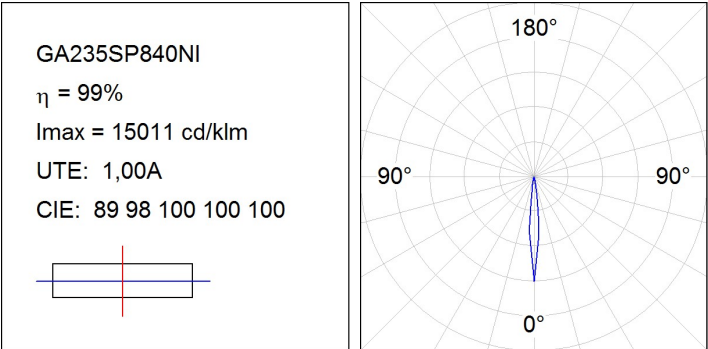 GA235SP840NI
η = 99%
Imax = 15011 cd/klm
UTE: 1,00A
CIE: 89 98 100 100 100
180°
90° 90°
0°